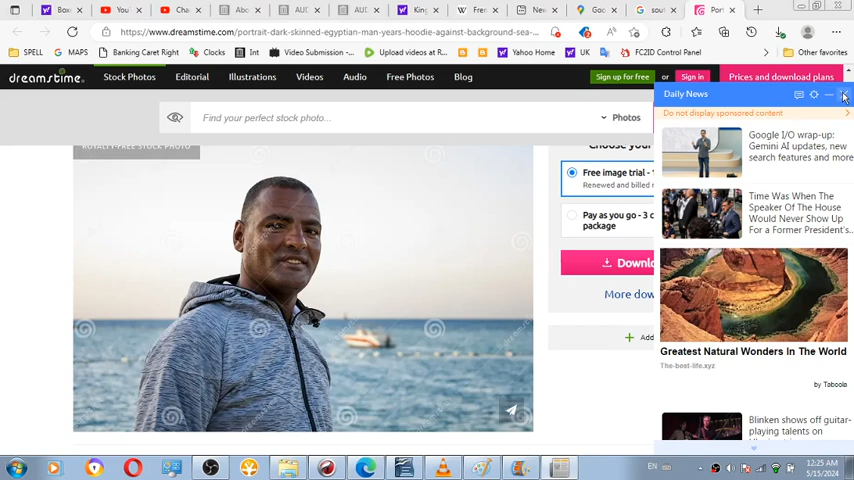 Boxi
You
Cha
Abo
AUD
AUD
King
Fren
New
Goo
sout
Port
https://www.dreamstime.com/portrait-dark-skinned-egyptian-man-years-hoodie-against-background-sea-...
SPELL
MAPS
Banking Caret Right
Clocks
Int
Video Submission -...
Upload videos at R...
Yahoo Home
UK
FC2ID Control Panel
Other favorites
dreamstime
Stock Photos
Editorial
Illustrations
Videos
Audio
Free Photos
Blog
Sign up for free
or
Sign in
Prices and download plans
Find your perfect stock photo...
Photos
ROYALTY-FREE STOCK PHOTO
Choose your
Free image trial -
Renewed and billed
Pay as you go - 3 c
package
Downlo
More dow
Add
Daily News
Do not display sponsored content
Google I/O wrap-up:
Gemini AI updates, new
search features and more
Time Was When The
Speaker Of The House
Would Never Show Up
For a Former President's...
Greatest Natural Wonders In The World
The-best-life.xyz
by Taboola
Blinken shows off guitar-
playing talents on
EN
12:25 AM
5/15/2024